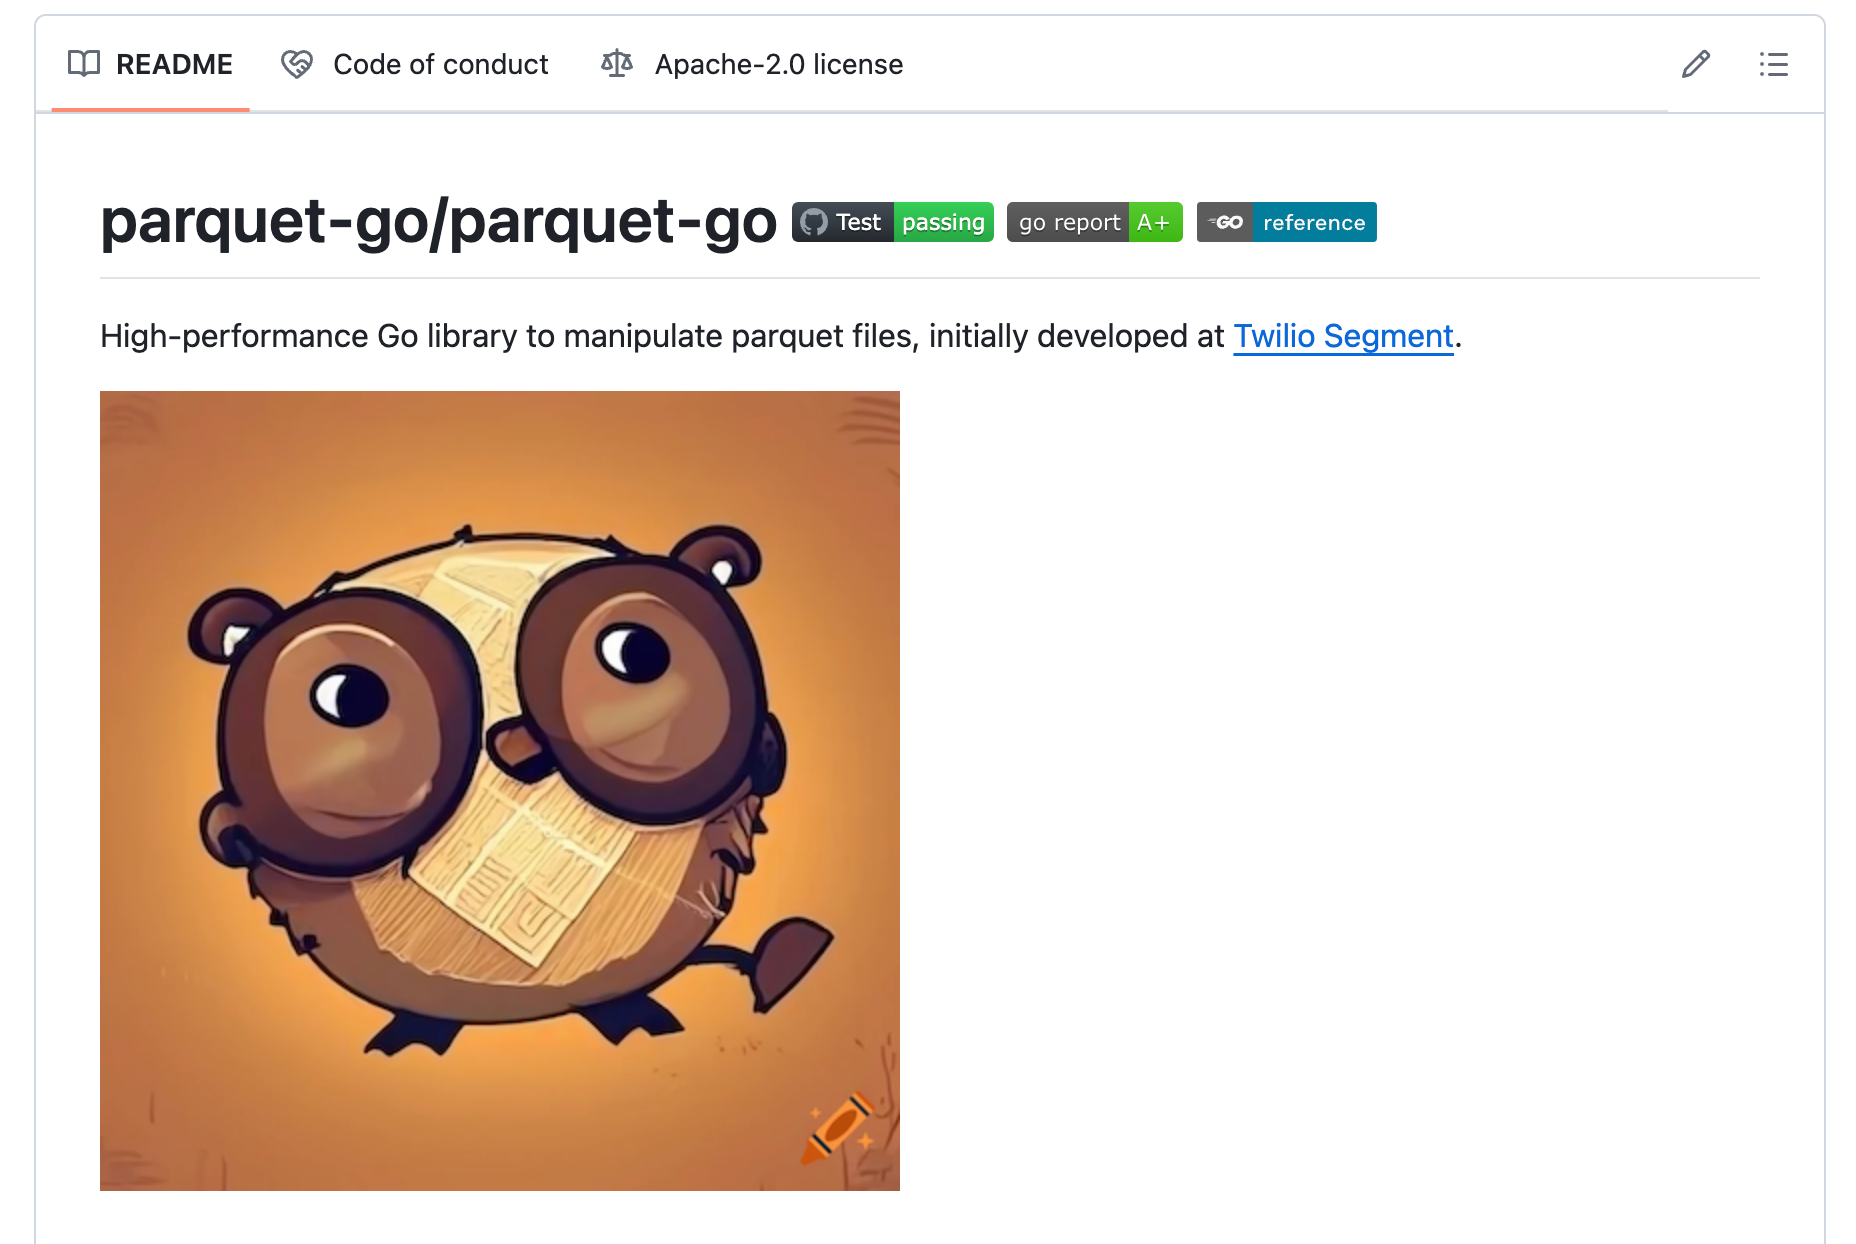 README Code of conduct Apache-2.0 license
parquet-go/parquet-go Test passing go report A+ GO reference
High-performance Go library to manipulate parquet files, initially developed at Twilio Segment.